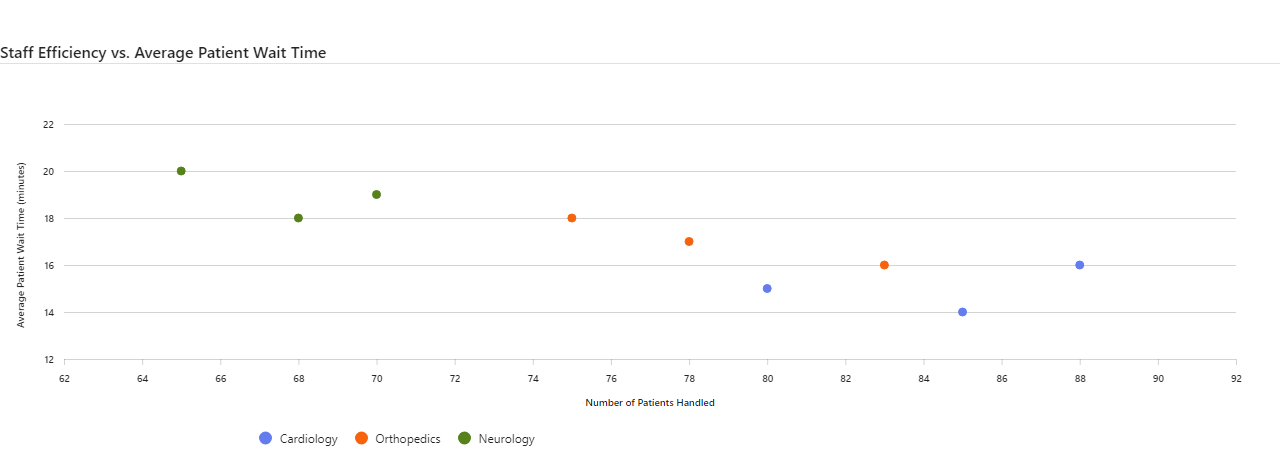 Staff Efficiency vs. Average Patient Wait Time
22
20
18
16
14
12
Average Patient Wait Time (minutes)
62 64 66 68 70 72 74 76 78 80 82 84 86 88 90 92
Number of Patients Handled
Cardiology Orthopedics Neurology